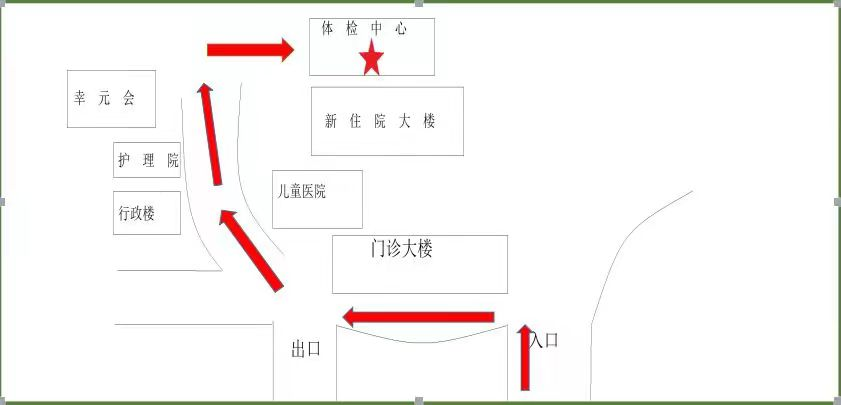 体检中心
幸元会
新住院大楼
护理院
儿童医院
行政楼
门诊大楼
入口
出口